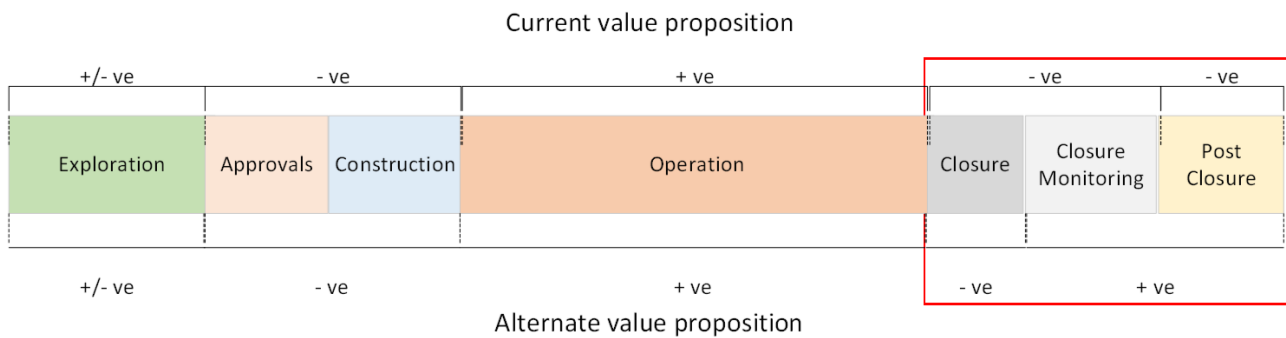 Current value proposition
+/- ve - ve + ve - ve - ve
Exploration Approvals Construction Operation Closure Closure Monitoring Post Closure
+/- ve - ve + ve - ve + ve
Alternate value proposition